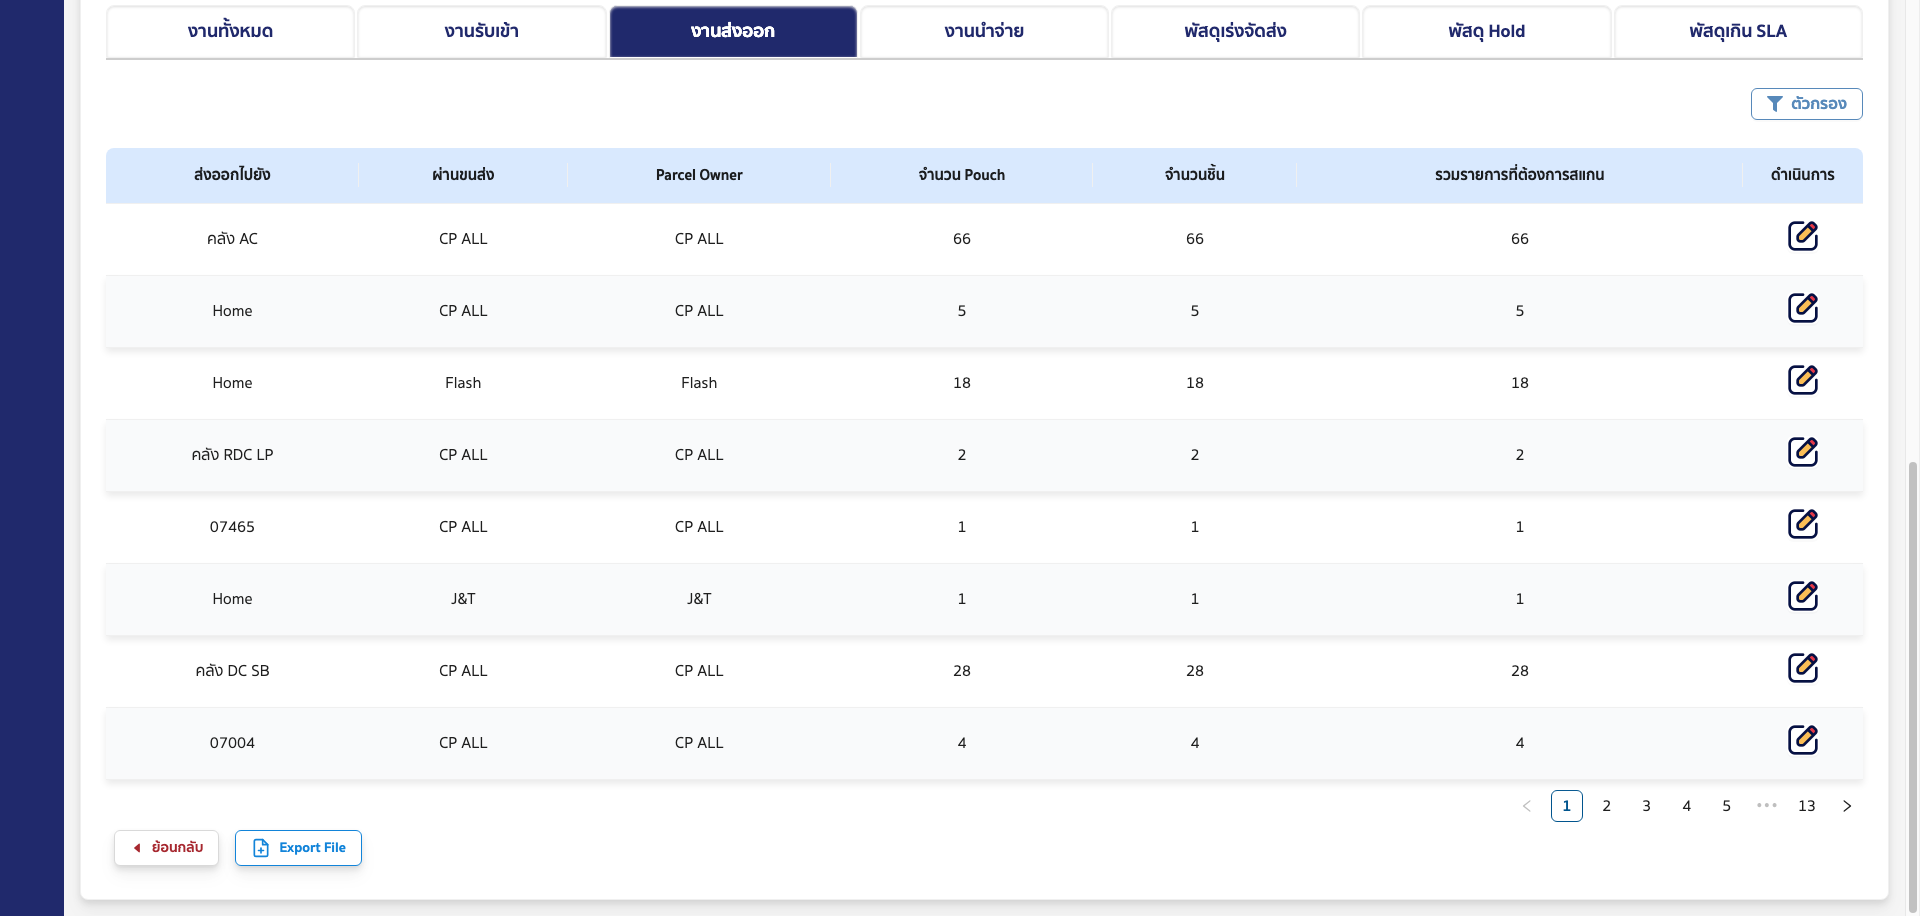 งานทั้งหมด งานรับเข้า งานส่งออก งานนำจ่าย พัสดุเร่งจัดส่ง พัสดุ Hold พัสดุเกิน SLA
ตัวกรอง
ส่งออกไปยัง ผ่านขนส่ง Parcel Owner จำนวน Pouch จำนวนชิ้น รวมรายการที่ต้องการสแกน ดำเนินการ
คลัง AC CP ALL CP ALL 66 66 66
Home CP ALL CP ALL 5 5 5
Home Flash Flash 18 18 18
คลัง RDC LP CP ALL CP ALL 2 2 2
07465 CP ALL CP ALL 1 1 1
Home J&T J&T 1 1 1
คลัง DC SB CP ALL CP ALL 28 28 28
07004 CP ALL CP ALL 4 4 4
1 2 3 4 5 ••• 13
ย้อนกลับ Export File